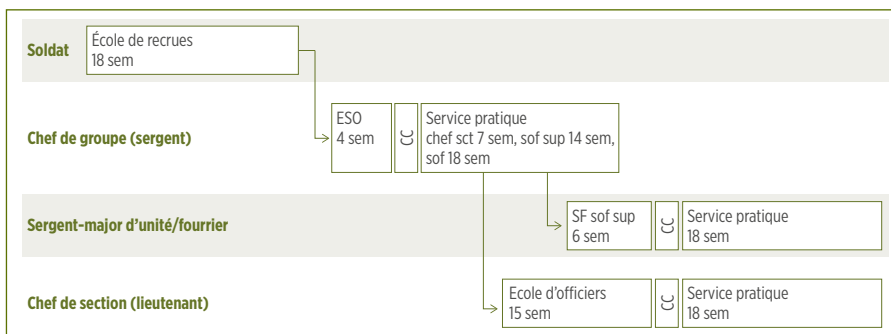 Soldat
École de recrues
18 sem
Chef de groupe (sergent)
ESO
4 sem
CC
Service pratique
chef sct 7 sem, sof sup 14 sem,
sof 18 sem
Sergent-major d'unité/fourrier
SF sof sup
6 sem
CC
Service pratique
18 sem
Chef de section (lieutenant)
Ecole d'officiers
15 sem
CC
Service pratique
18 sem